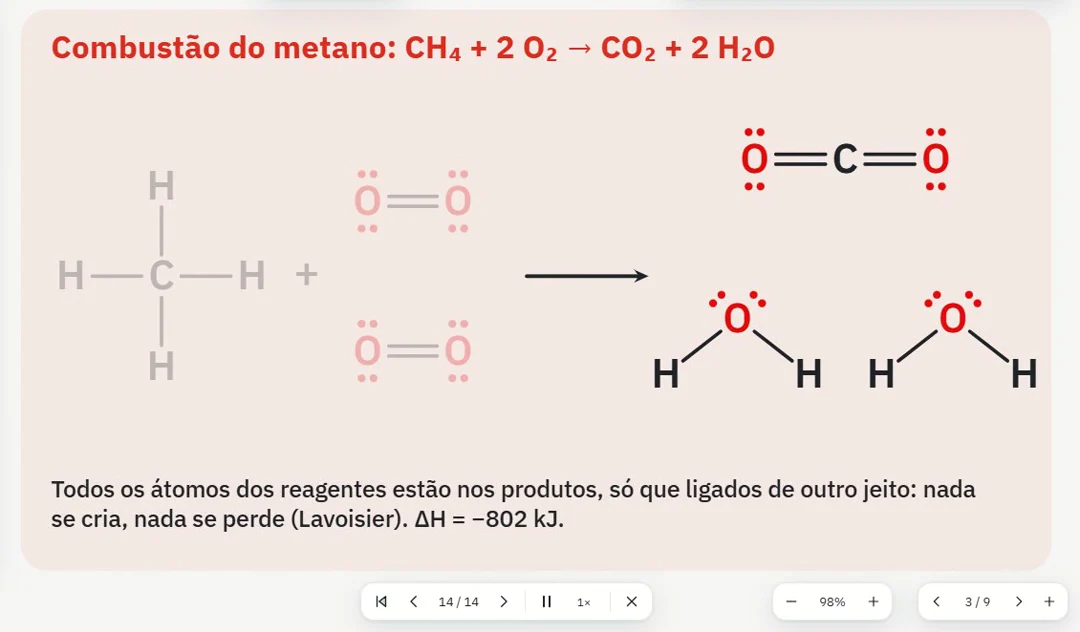 Combustão do metano: CH₄ + 2 O₂ → CO₂ + 2 H₂O
O C O
H
O O
H C H +
H
O O
O O
H H H H
Todos os átomos dos reagentes estão nos produtos, só que ligados de outro jeito: nada
se cria, nada se perde (Lavoisier). ΔH = −802 kJ.
14 / 14 1× 98% 3 / 9